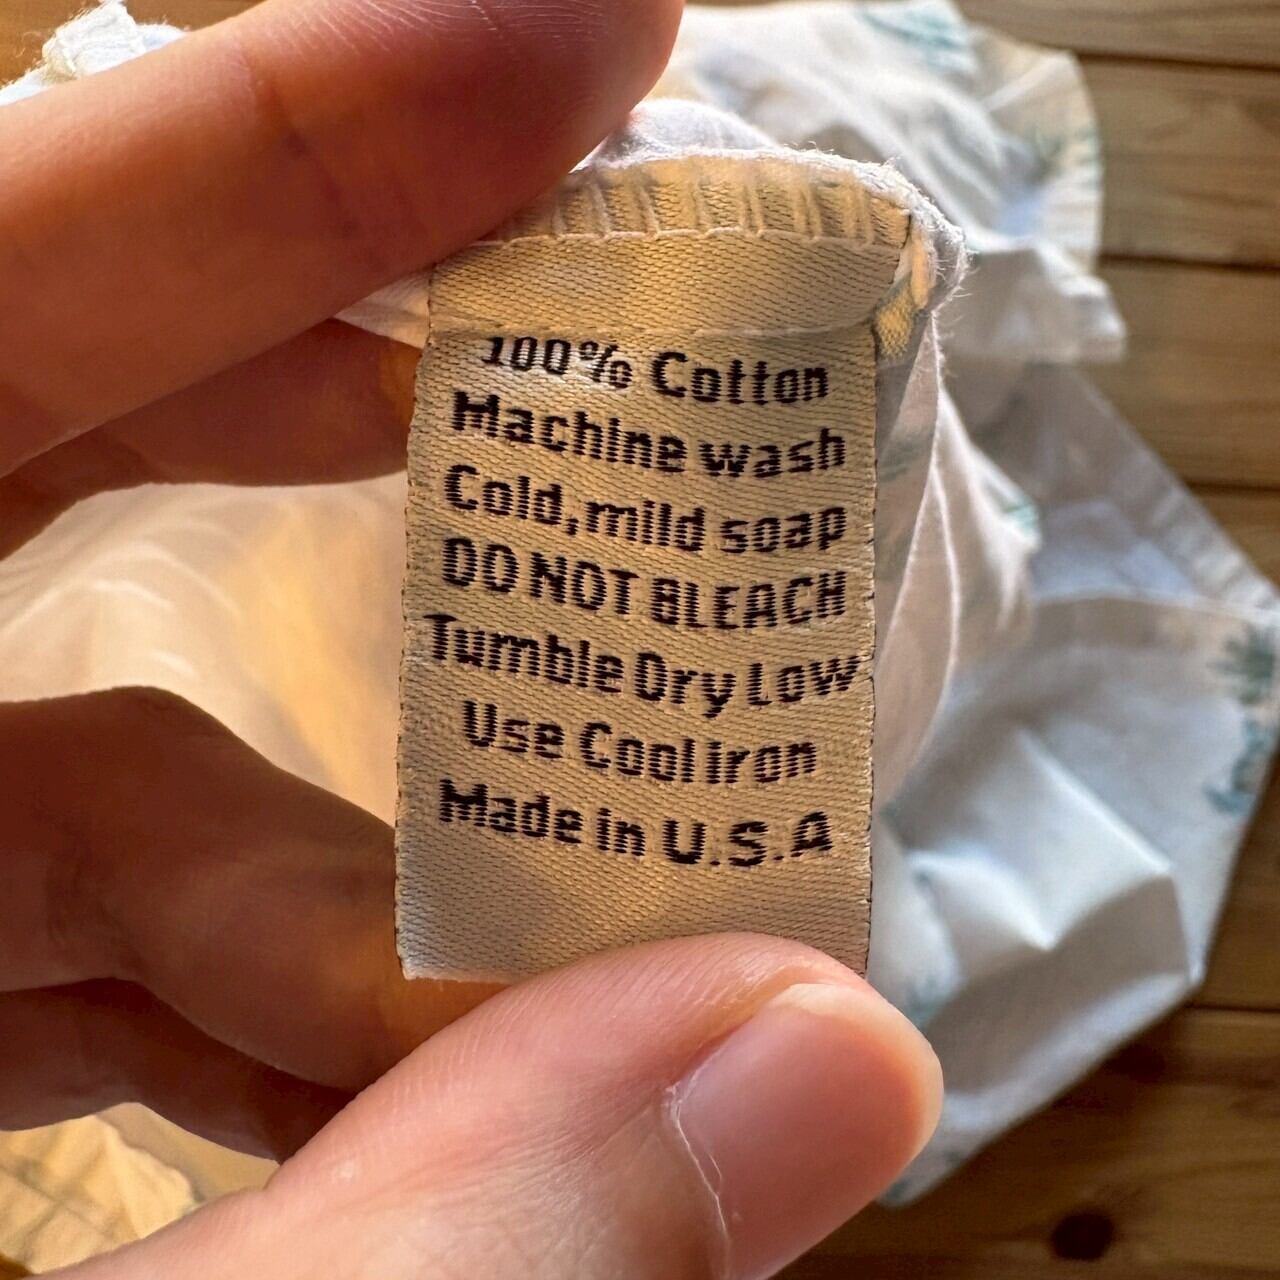 100% Cotton
Machine wash
Cold, mild soap
DO NOT BLEACH
Tumble Dry Low
Use Cool iron
Made in U.S.A